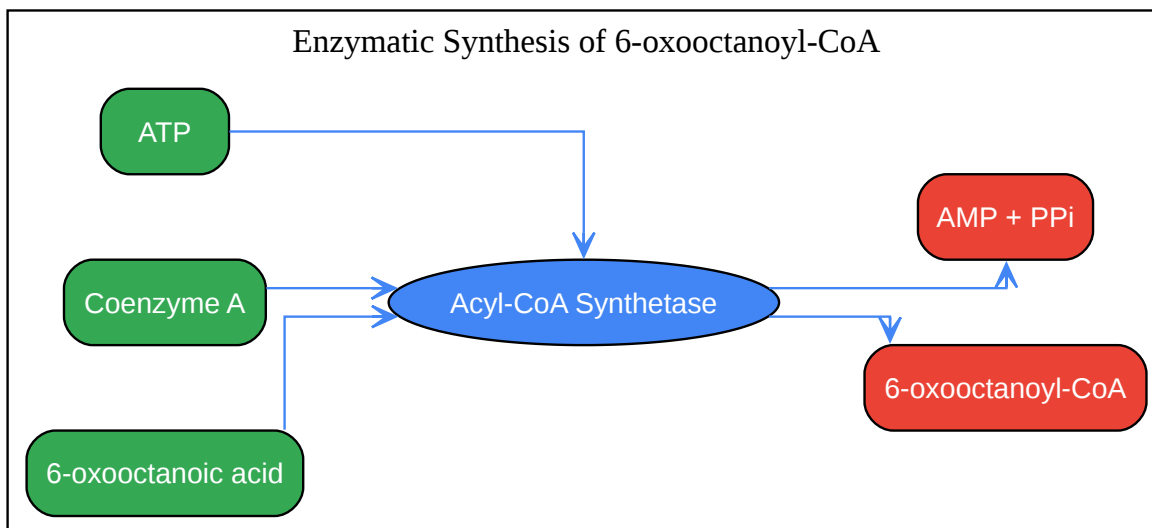 Enzymatic Synthesis of 6-oxooctanoyl-CoA
ATP
AMP + PPi
Coenzyme A
Acyl-CoA Synthetase
6-oxooctanoyl-CoA
6-oxooctanoic acid